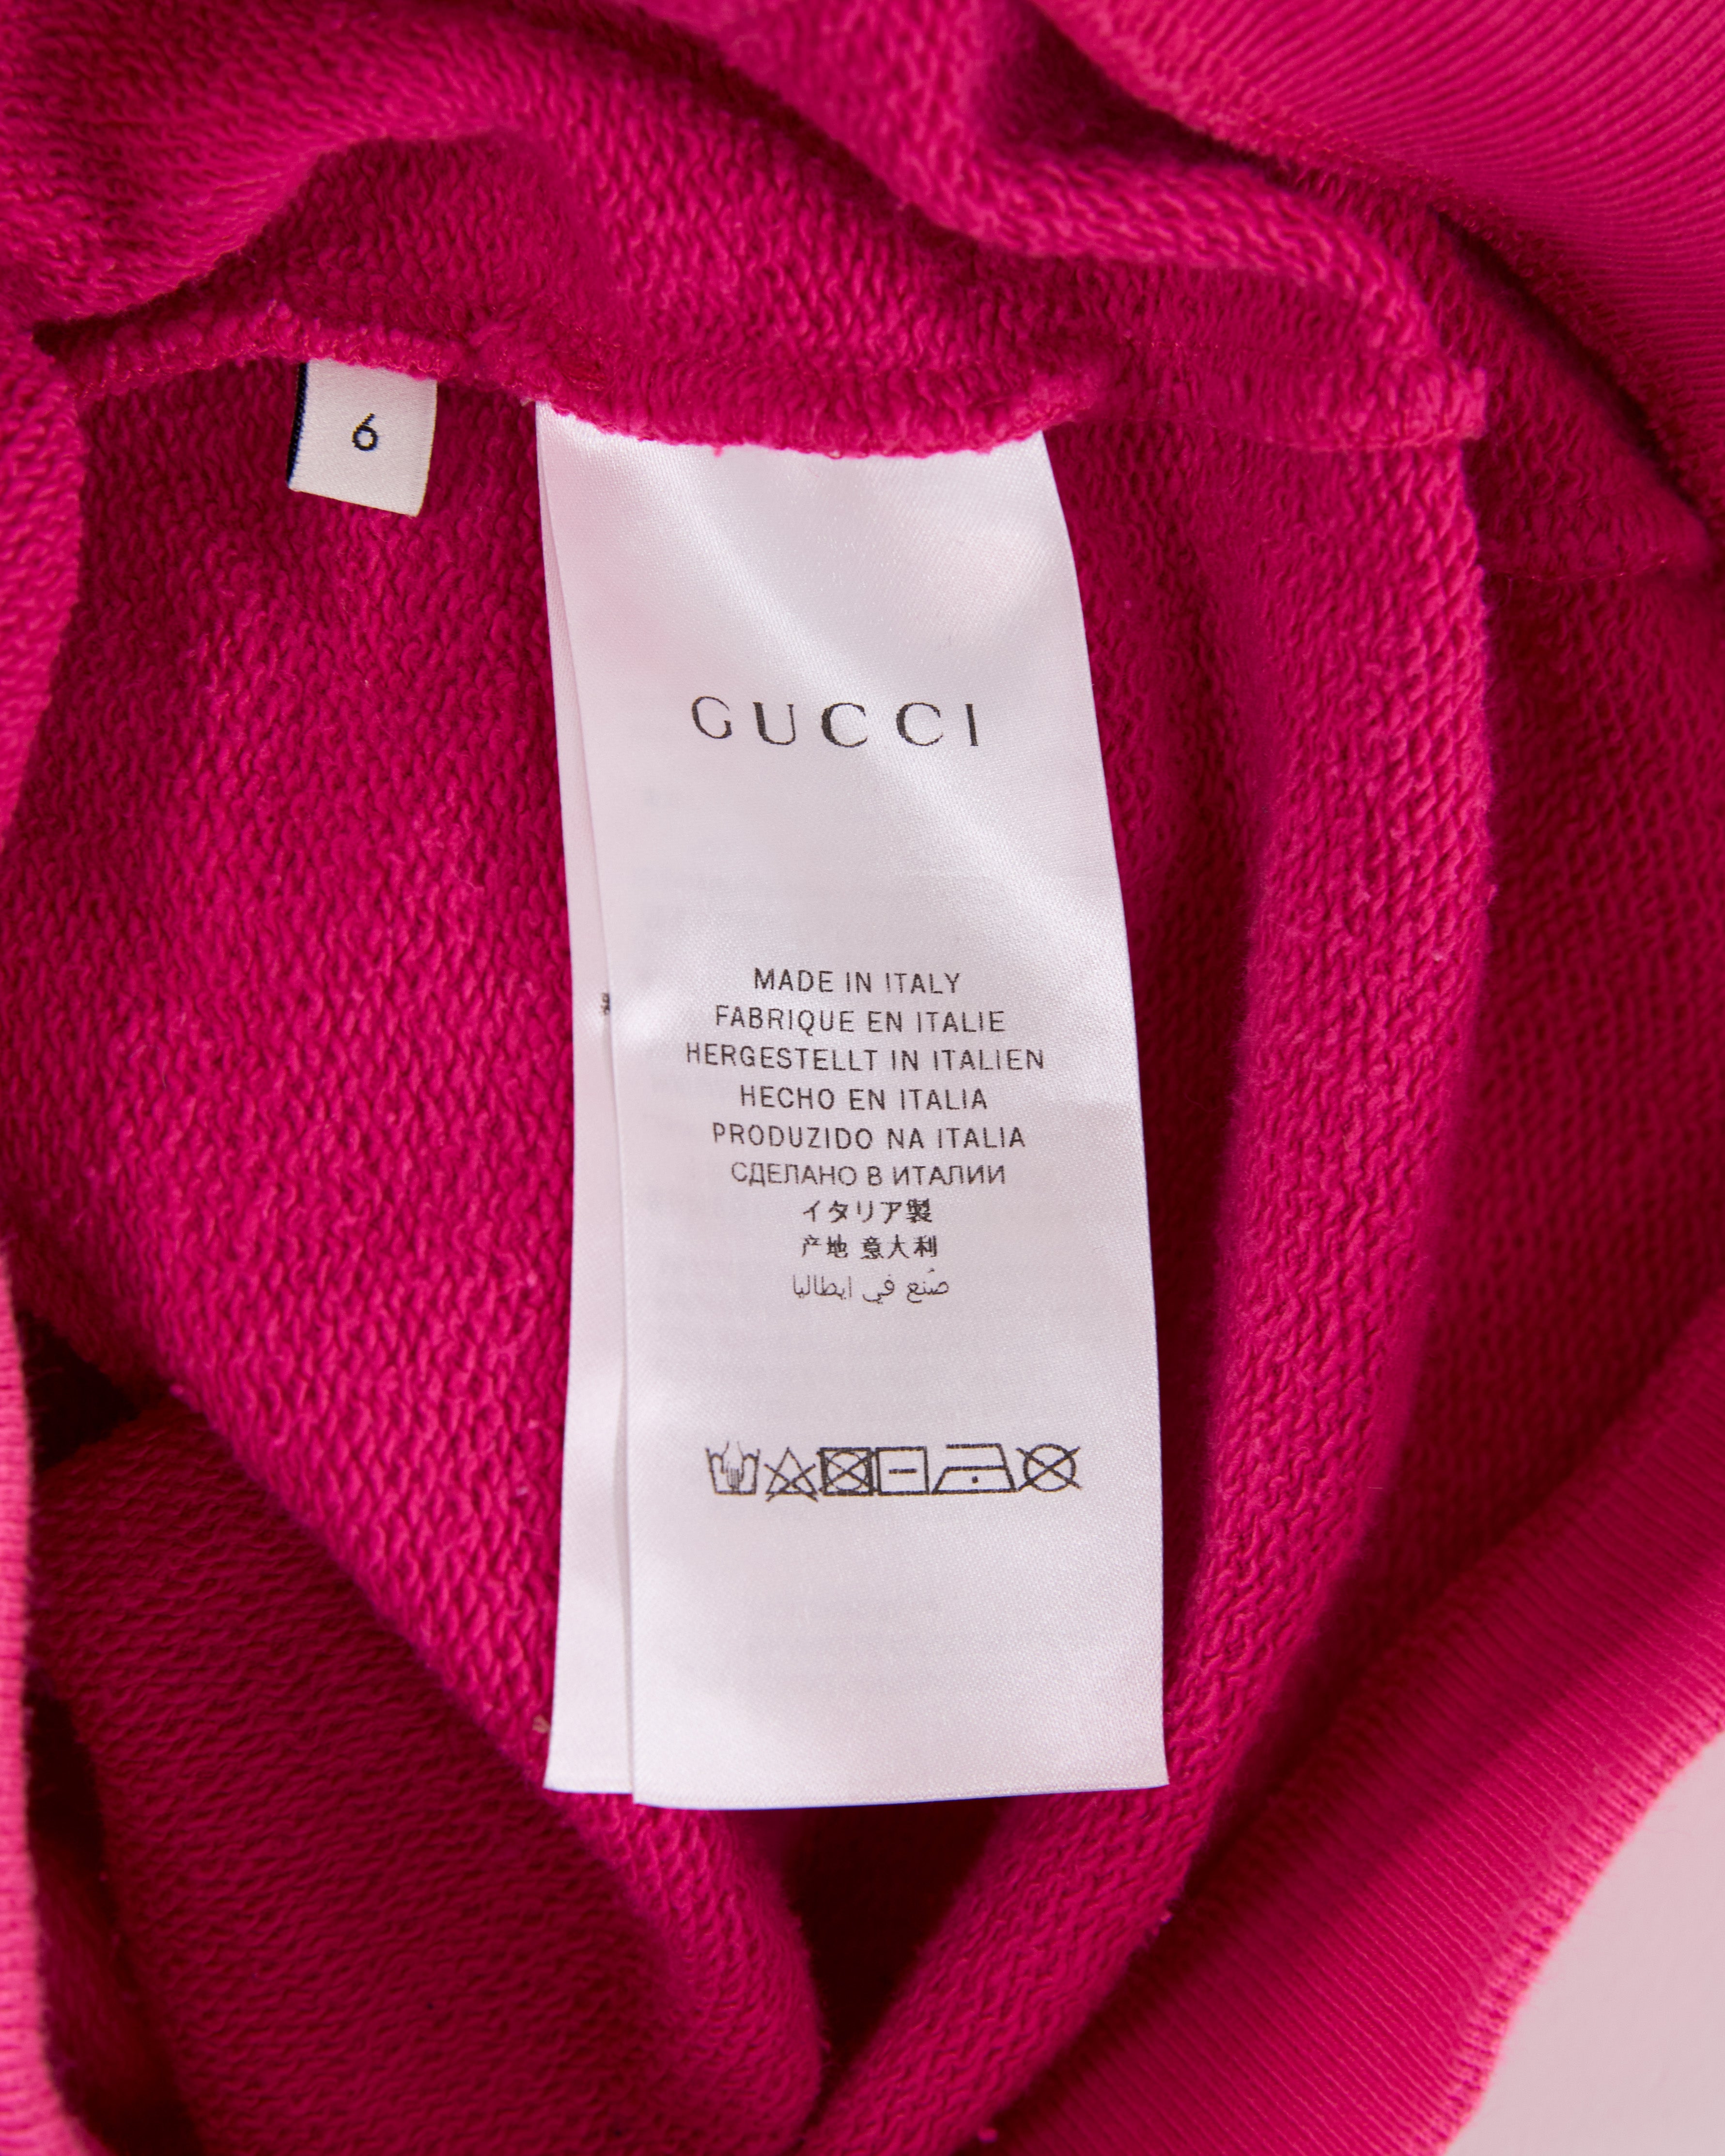 6
GUCCI
MADE IN ITALY
FABRIQUE EN ITALIE
HERGESTELLT IN ITALIEN
HECHO EN ITALIA
PRODUZIDO NA ITALIA
СДЕЛАНО В ИТАЛИИ
イタリア製
产地 意大利
صُنع في ايطاليا